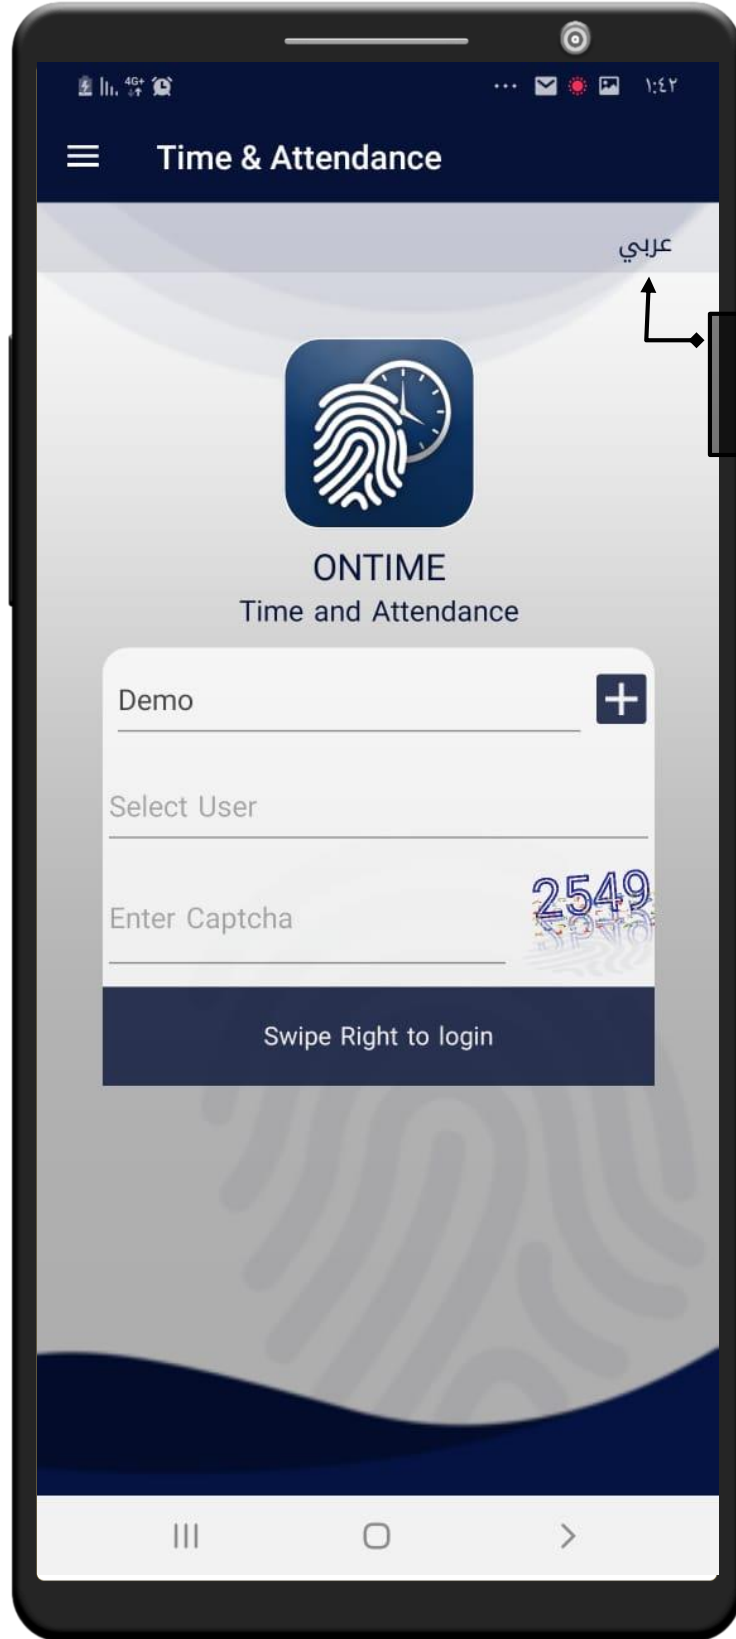 4G+ ١:٤٢
Time & Attendance
عربي
ONTIME
Time and Attendance
Demo
Select User
Enter Captcha 2549
Swipe Right to login